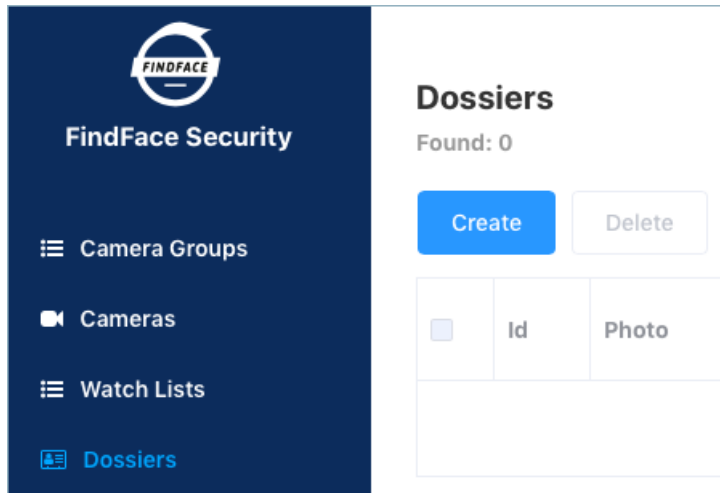 FINDFACE
FindFace Security
Camera Groups
Cameras
Watch Lists
Dossiers
Dossiers
Found: 0
Create Delete
Id Photo